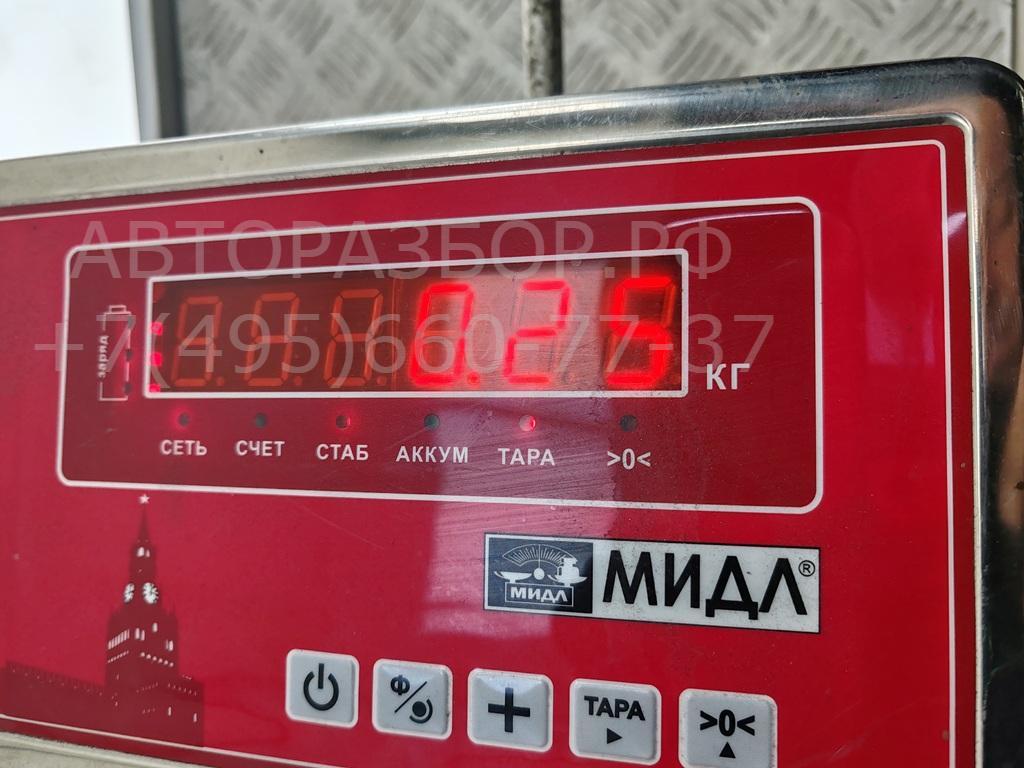 АВТОРАЗБОР.РФ
+7(495)660-77-37
заряд
0.25
КГ
СЕТЬ СЧЕТ СТАБ АККУМ ТАРА >0<
МИДЛ МИДЛ®
Ф ТАРА >0<